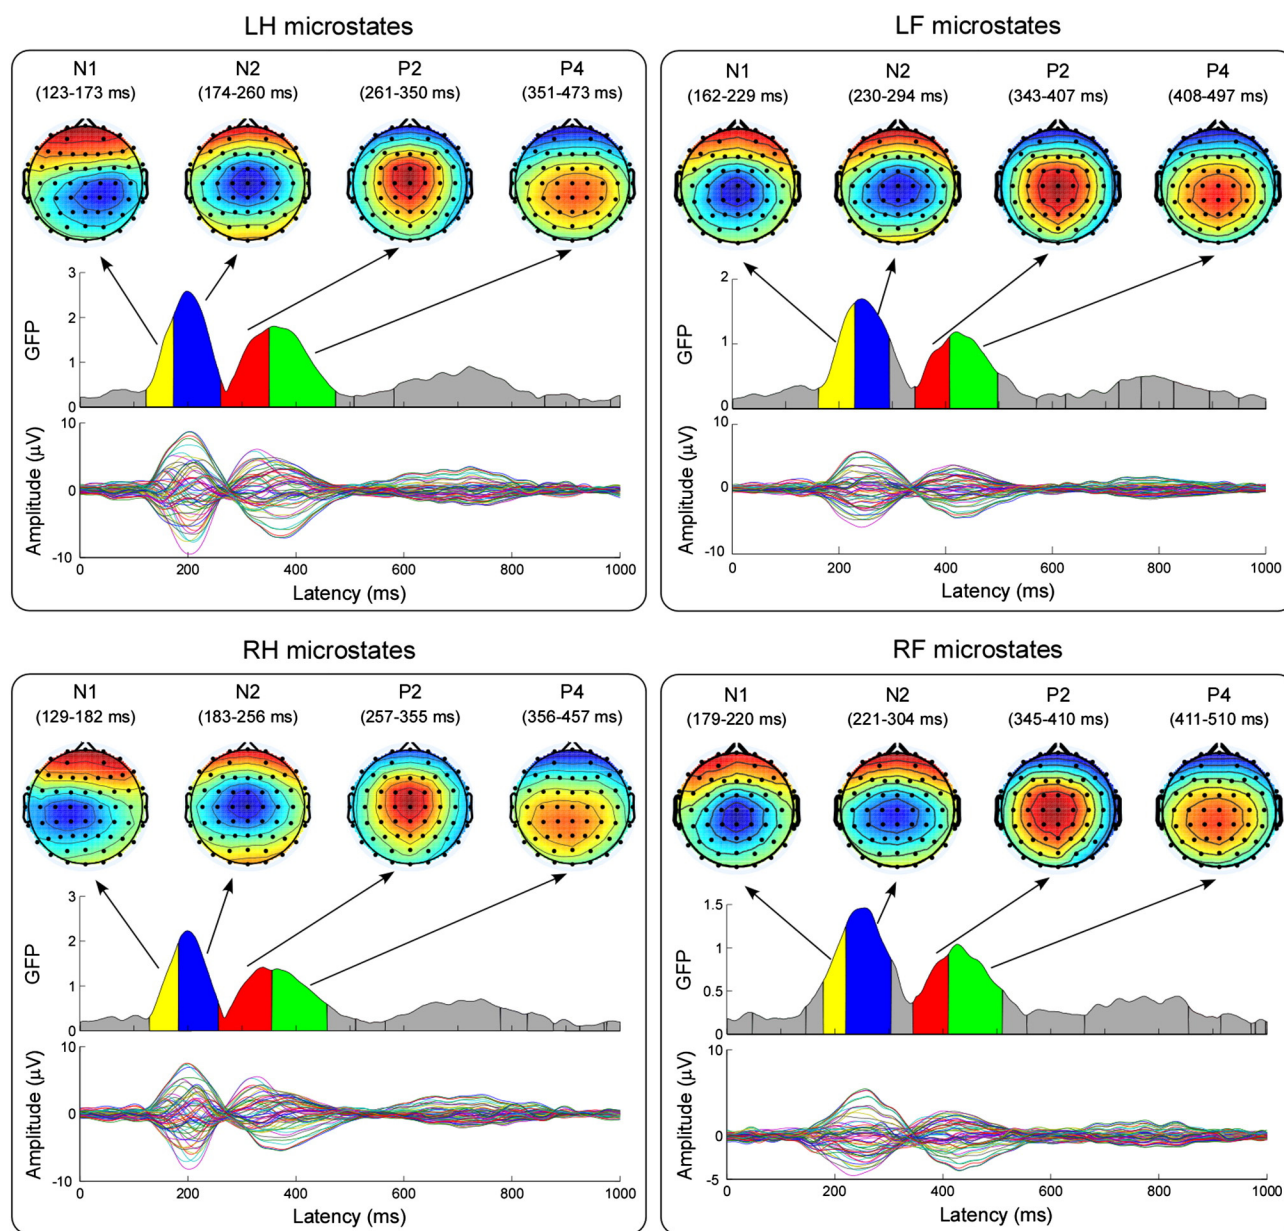 LH microstates
N1 N2 P2 P4
(123-173 ms) (174-260 ms) (261-350 ms) (351-473 ms)
3
2
1
0
GFP
10
0
-10
Amplitude (µV)
0 200 400 600 800 1000
Latency (ms)
LF microstates
N1 N2 P2 P4
(162-229 ms) (230-294 ms) (343-407 ms) (408-497 ms)
2
1
0
GFP
10
0
-10
Amplitude (µV)
0 200 400 600 800 1000
Latency (ms)
RH microstates
N1 N2 P2 P4
(129-182 ms) (183-256 ms) (257-355 ms) (356-457 ms)
3
2
1
0
GFP
10
0
-10
Amplitude (µV)
0 200 400 600 800 1000
Latency (ms)
RF microstates
N1 N2 P2 P4
(179-220 ms) (221-304 ms) (345-410 ms) (411-510 ms)
1.5
1
0.5
0
GFP
10
0
-5
Amplitude (µV)
0 200 400 600 800 1000
Latency (ms)